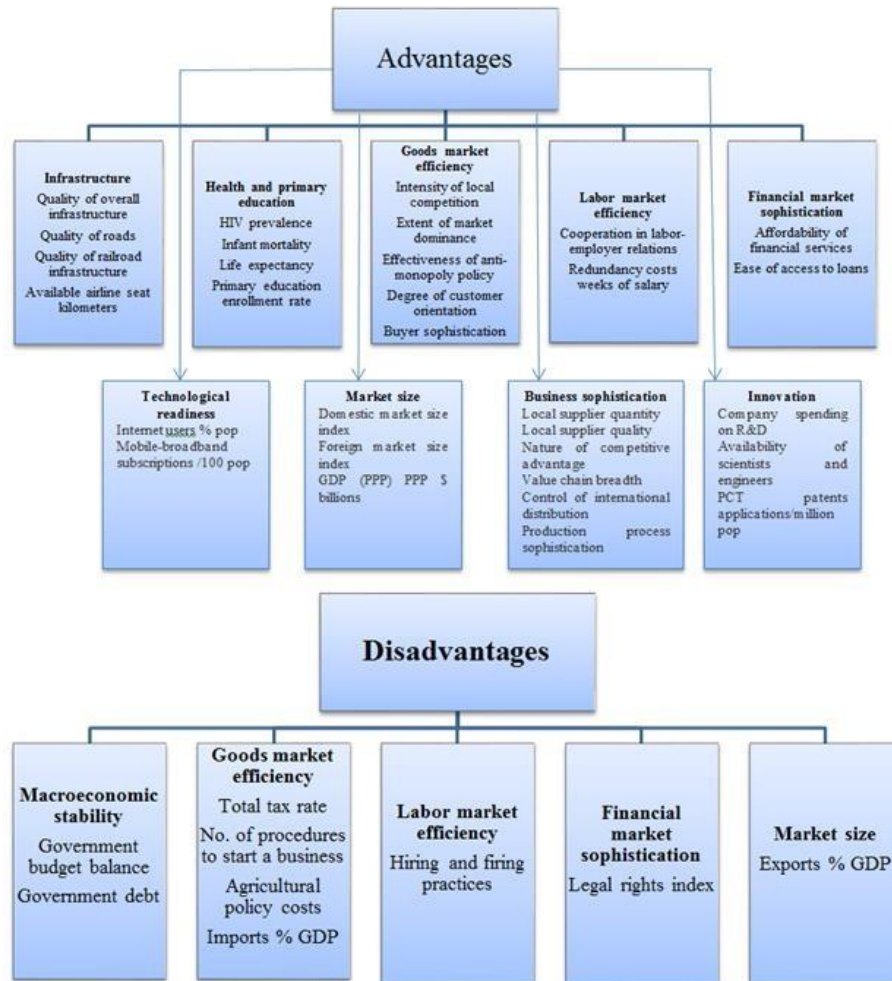 Advantages
Infrastructure
Quality of overall
infrastructure
Quality of roads
Quality of railroad
infrastructure
Available airline seat
kilometers
Health and primary
education
HIV prevalence
Infant mortality
Life expectancy
Primary education
enrollment rate
Goods market
efficiency
Intensity of local
competition
Extent of market
dominance
Effectiveness of anti-
monopoly policy
Degree of customer
orientation
Buyer sophistication
Labor market
efficiency
Cooperation in labor-
employer relations
Redundancy costs
weeks of salary
Financial market
sophistication
Affordability of
financial services
Ease of access to loans
Technological
readiness
Internet users % pop
Mobile-broadband
subscriptions /100 pop
Market size
Domestic market size
index
Foreign market size
index
GDP (PPP) PPP $
billions
Business sophistication
Local supplier quantity
Local supplier quality
Nature of competitive
advantage
Value chain breadth
Control of international
distribution
Production process
sophistication
Innovation
Company spending
on R&D
Availability of
scientists and
engineers
PCT patents
applications/million
pop
Disadvantages
Macroeconomic
stability
Government
budget balance
Government debt
Goods market
efficiency
Total tax rate
No. of procedures
to start a business
Agricultural
policy costs
Imports % GDP
Labor market
efficiency
Hiring and firing
practices
Financial
market
sophistication
Legal rights index
Market size
Exports % GDP